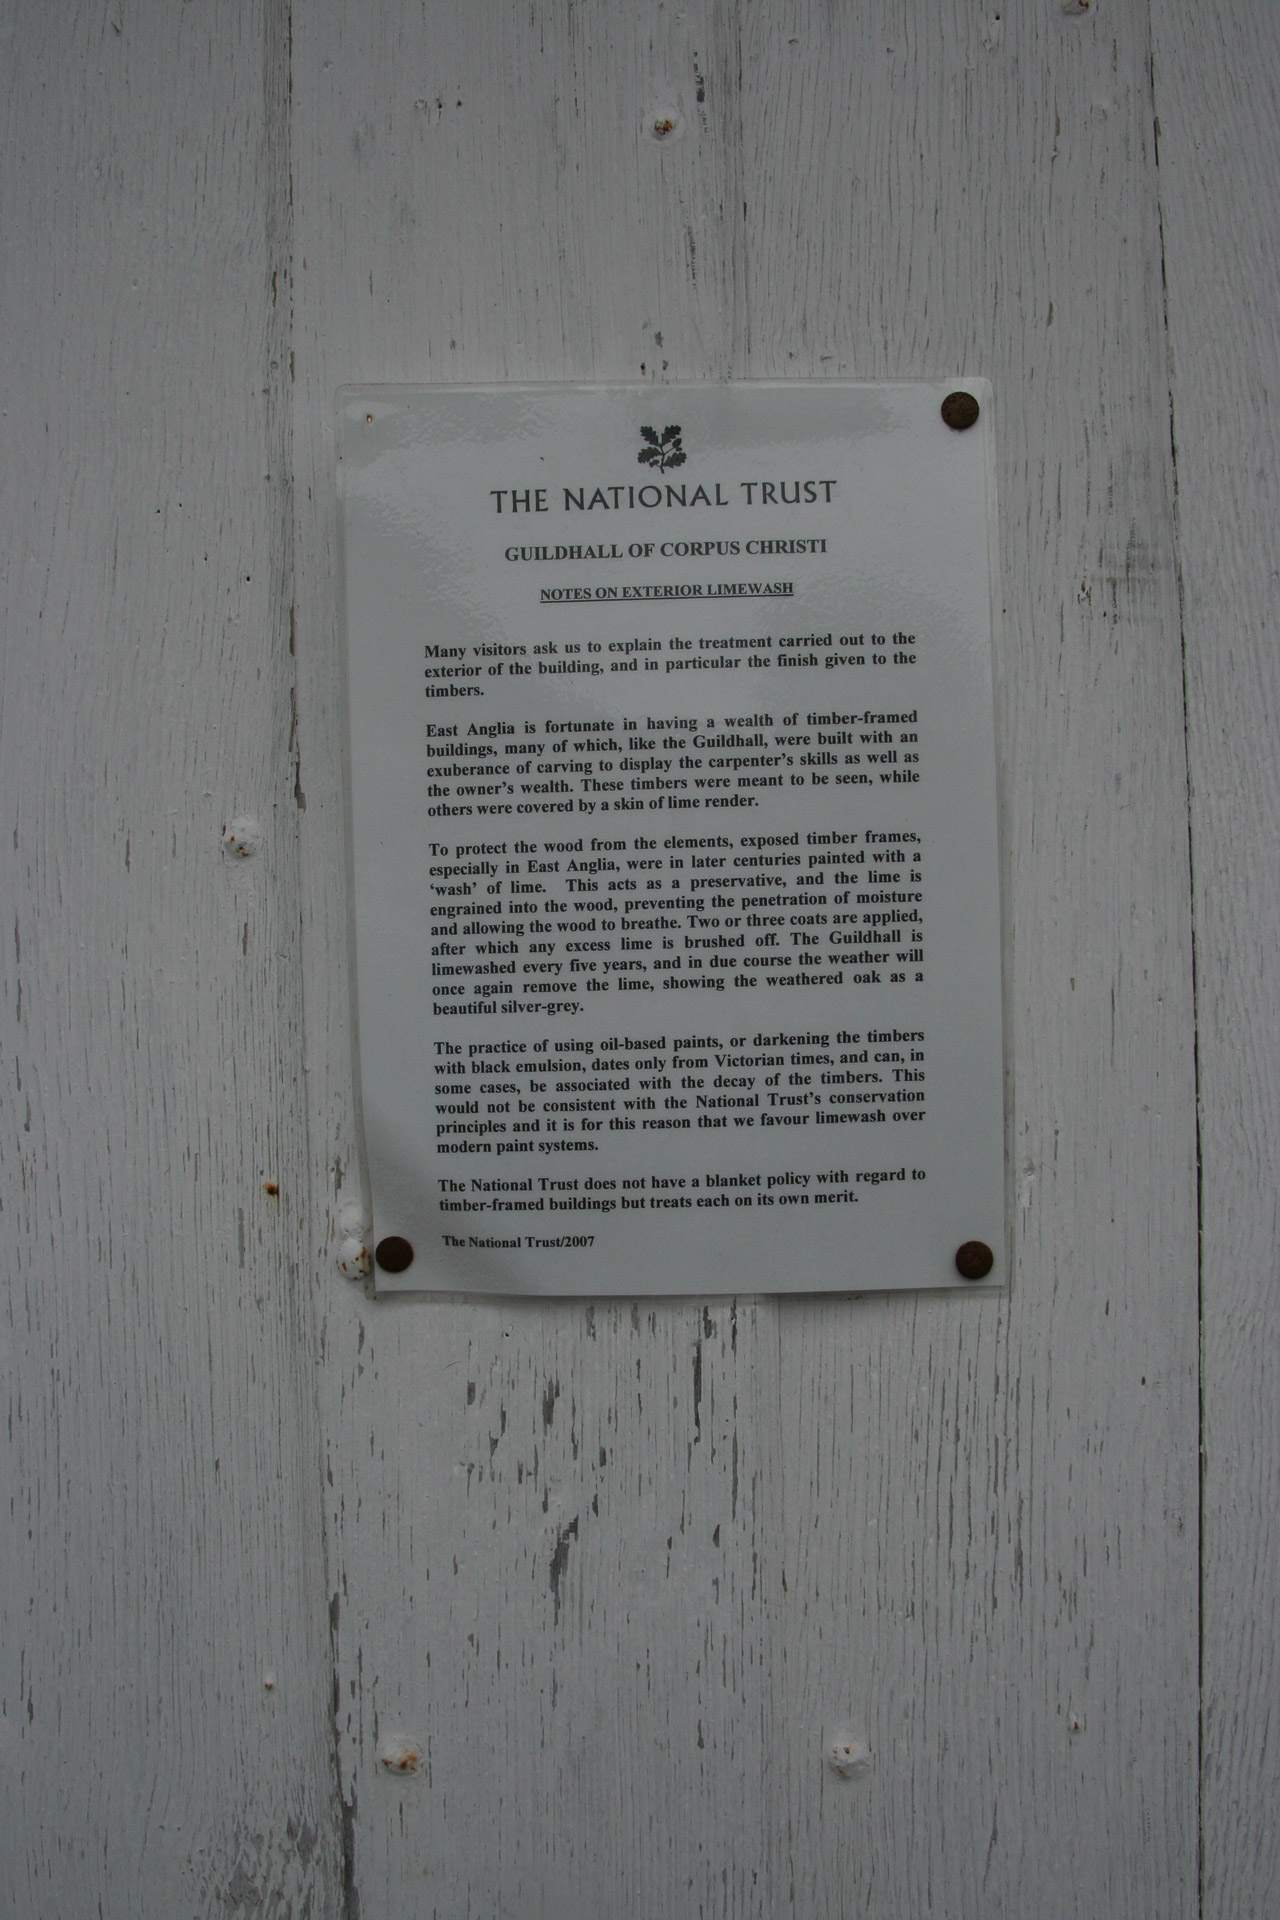 THE NATIONAL TRUST
GUILDHALL OF CORPUS CHRISTI
NOTES ON EXTERIOR LIMEWASH
Many visitors ask us to explain the treatment carried out to the
exterior of the building, and in particular the finish given to the
timbers.
East Anglia is fortunate in having a wealth of timber-framed
buildings, many of which, like the Guildhall, were built with an
exuberance of carving to display the carpenter's skills as well as
the owner's wealth. These timbers were meant to be seen, while
others were covered by a skin of lime render.
To protect the wood from the elements, exposed timber frames,
especially in East Anglia, were in later centuries painted with a
'wash' of lime. This acts as a preservative, and the lime is
engrained into the wood, preventing the penetration of moisture
and allowing the wood to breathe. Two or three coats are applied,
after which any excess lime is brushed off. The Guildhall is
limewashed every five years, and in due course the weather will
once again remove the lime, showing the weathered oak as a
beautiful silver-grey.
The practice of using oil-based paints, or darkening the timbers
with black emulsion, dates only from Victorian times, and can, in
some cases, be associated with the decay of the timbers. This
would not be consistent with the National Trust's conservation
principles and it is for this reason that we favour limewash over
modern paint systems.
The National Trust does not have a blanket policy with regard to
timber-framed buildings but treats each on its own merit.
The National Trust/2007